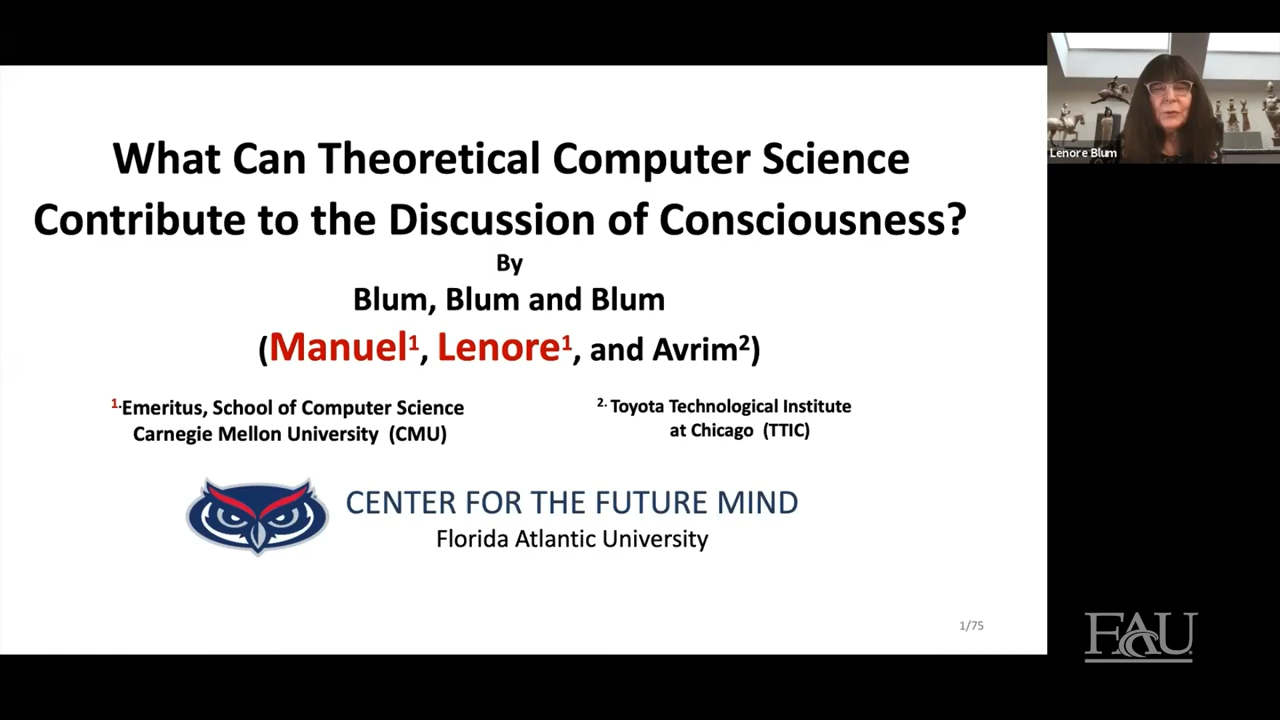 What Can Theoretical Computer Science
Contribute to the Discussion of Consciousness?
By
Blum, Blum and Blum
(Manuel¹, Lenore¹, and Avrim²)
1.Emeritus, School of Computer Science
Carnegie Mellon University (CMU)
2. Toyota Technological Institute
at Chicago (TTIC)
CENTER FOR THE FUTURE MIND
Florida Atlantic University
1/75
Lenore Blum
FAU